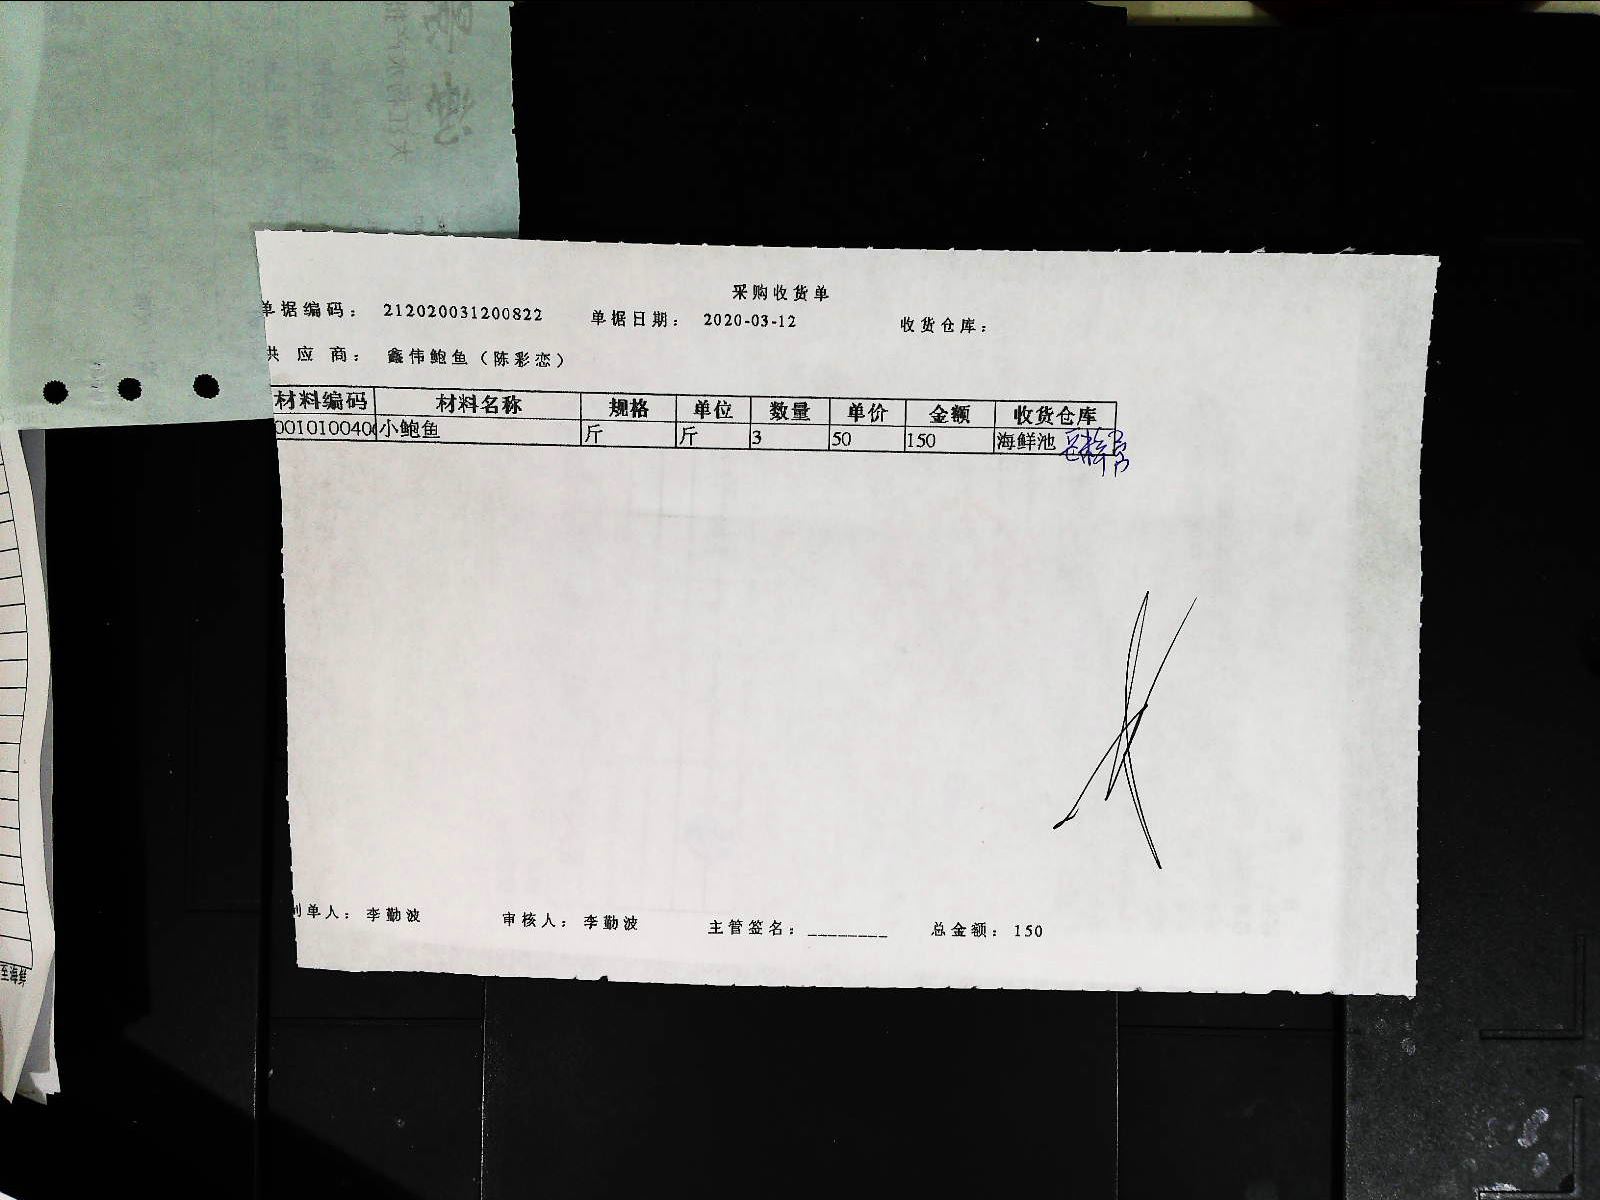 采购收货单
单据编码： 212020031200822 单据日期： 2020-03-12 收货仓库：
供 应 商： 鑫伟鲍鱼（陈彩恋）
材料编码 材料名称 规格 单位 数量 单价 金额 收货仓库
0010100400 小鲍鱼 斤 斤 3 50 150 海鲜池
制单人： 李勤波 审核人： 李勤波 主管签名：________ 总金额： 150